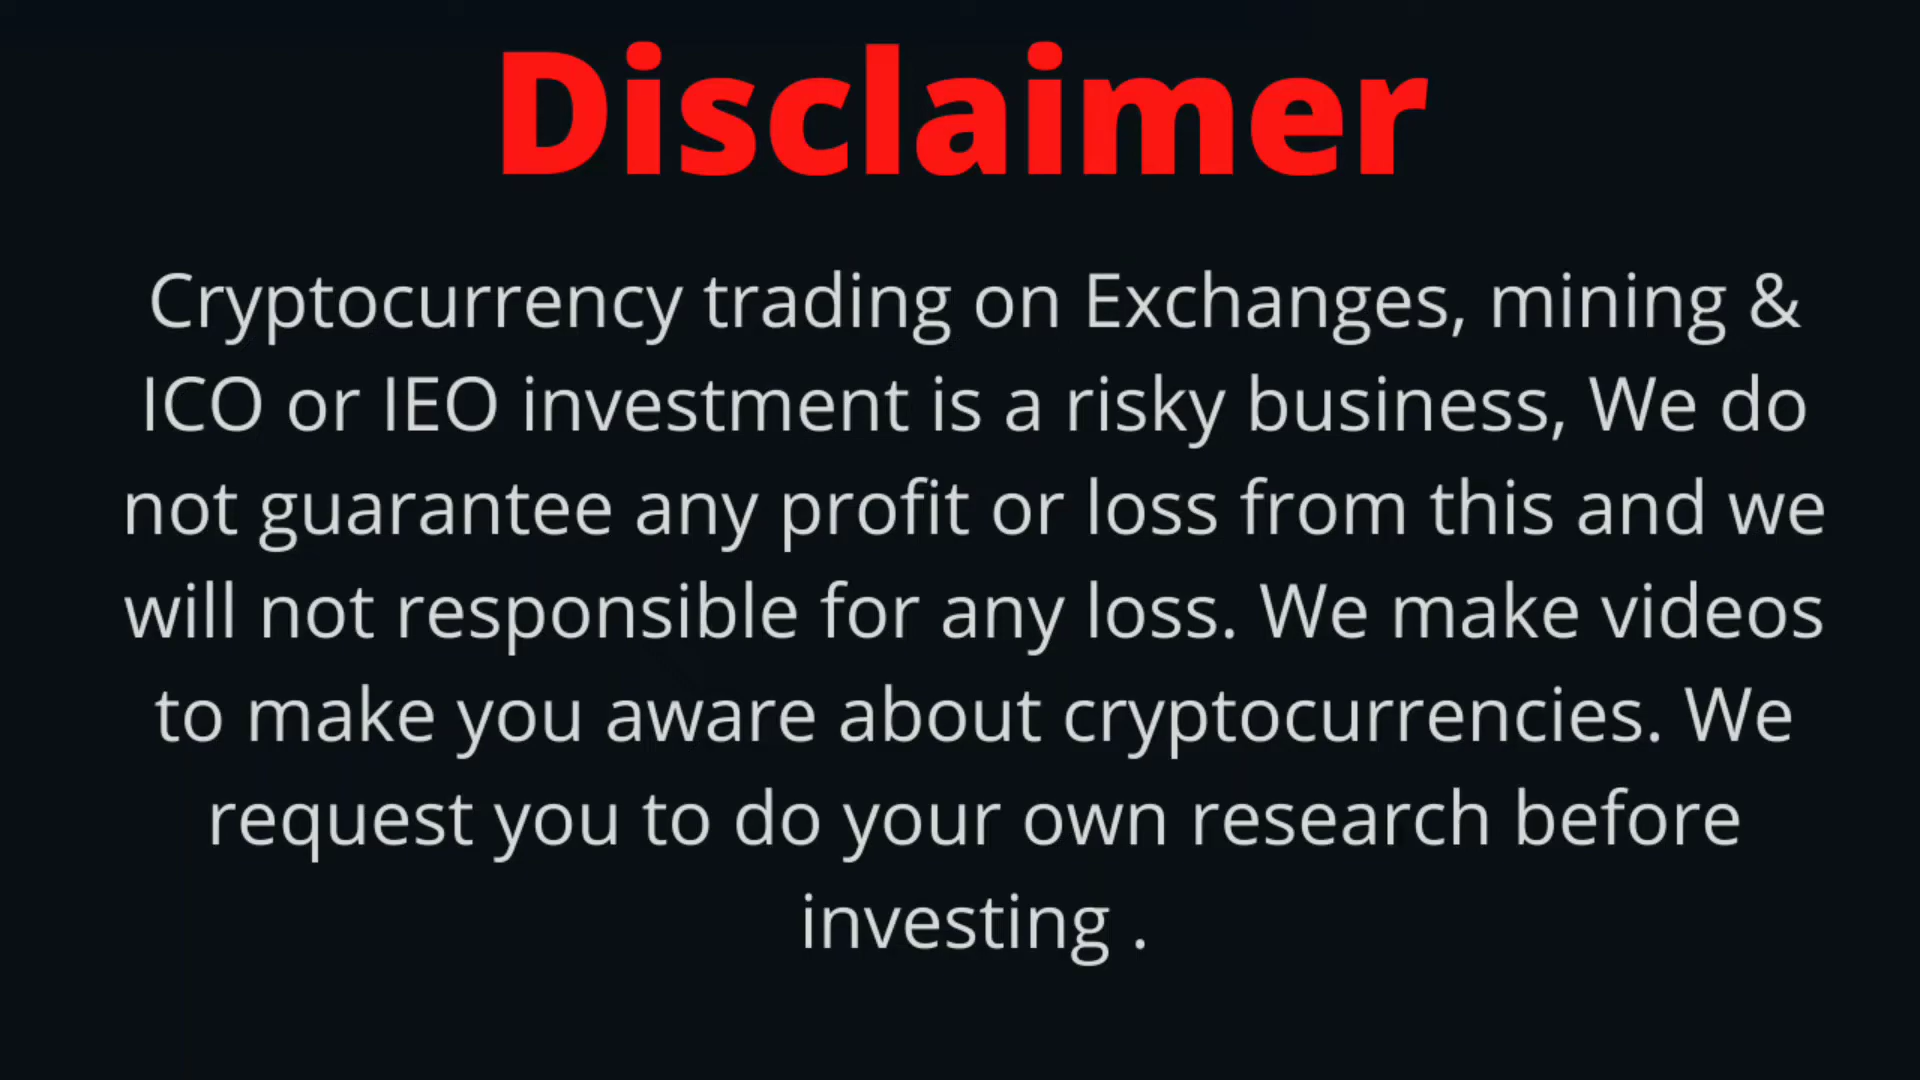 Disclaimer
Cryptocurrency trading on Exchanges, mining &
ICO or IEO investment is a risky business, We do
not guarantee any profit or loss from this and we
will not responsible for any loss. We make videos
to make you aware about cryptocurrencies. We
request you to do your own research before
investing .